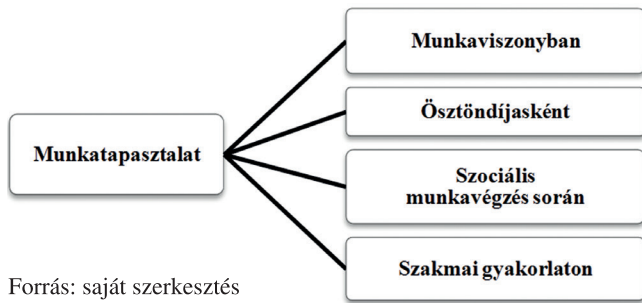 Munkatapasztalat
Munkaviszonyban
Ösztöndíjasként
Szociális
munkavégzés során
Szakmai gyakorlaton
Forrás: saját szerkesztés